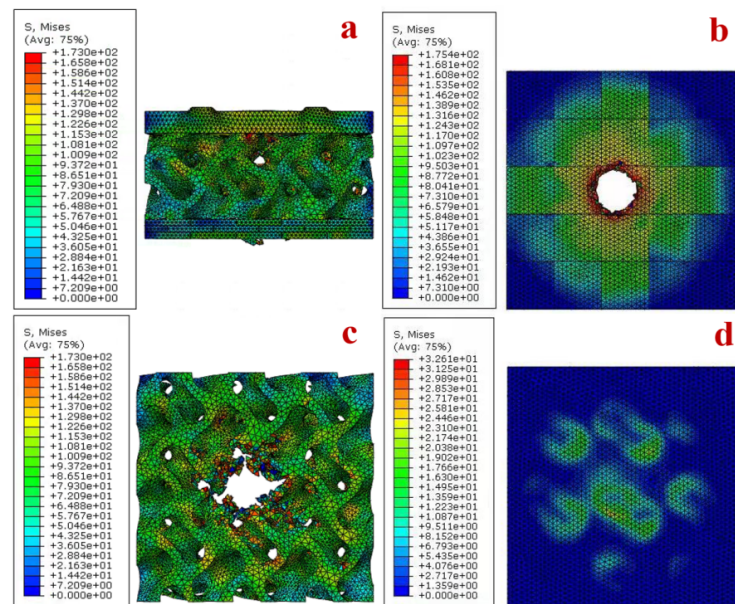 a
S, Mises
(Avg: 75%)
+1.730e+02
+1.658e+02
+1.586e+02
+1.514e+02
+1.442e+02
+1.370e+02
+1.298e+02
+1.226e+02
+1.153e+02
+1.081e+02
+1.009e+02
+9.372e+01
+8.651e+01
+7.930e+01
+7.209e+01
+6.488e+01
+5.767e+01
+5.046e+01
+4.325e+01
+3.605e+01
+2.884e+01
+2.163e+01
+1.442e+01
+7.209e+00
+0.000e+00
b
S, Mises
(Avg: 75%)
+1.754e+02
+1.681e+02
+1.608e+02
+1.535e+02
+1.462e+02
+1.389e+02
+1.316e+02
+1.243e+02
+1.170e+02
+1.097e+02
+1.023e+02
+9.503e+01
+8.772e+01
+8.041e+01
+7.310e+01
+6.579e+01
+5.848e+01
+5.117e+01
+4.386e+01
+3.655e+01
+2.924e+01
+2.193e+01
+1.462e+01
+7.310e+00
+0.000e+00
c
S, Mises
(Avg: 75%)
+1.730e+02
+1.658e+02
+1.586e+02
+1.514e+02
+1.442e+02
+1.370e+02
+1.298e+02
+1.226e+02
+1.153e+02
+1.081e+02
+1.009e+02
+9.372e+01
+8.651e+01
+7.930e+01
+7.209e+01
+6.488e+01
+5.767e+01
+5.046e+01
+4.325e+01
+3.605e+01
+2.884e+01
+2.163e+01
+1.442e+01
+7.209e+00
+0.000e+00
d
S, Mises
(Avg: 75%)
+3.261e+01
+3.125e+01
+2.989e+01
+2.853e+01
+2.717e+01
+2.581e+01
+2.446e+01
+2.310e+01
+2.174e+01
+2.038e+01
+1.902e+01
+1.766e+01
+1.630e+01
+1.495e+01
+1.359e+01
+1.223e+01
+1.087e+01
+9.511e+00
+8.152e+00
+6.793e+00
+5.435e+00
+4.076e+00
+2.717e+00
+1.359e+00
+0.000e+00